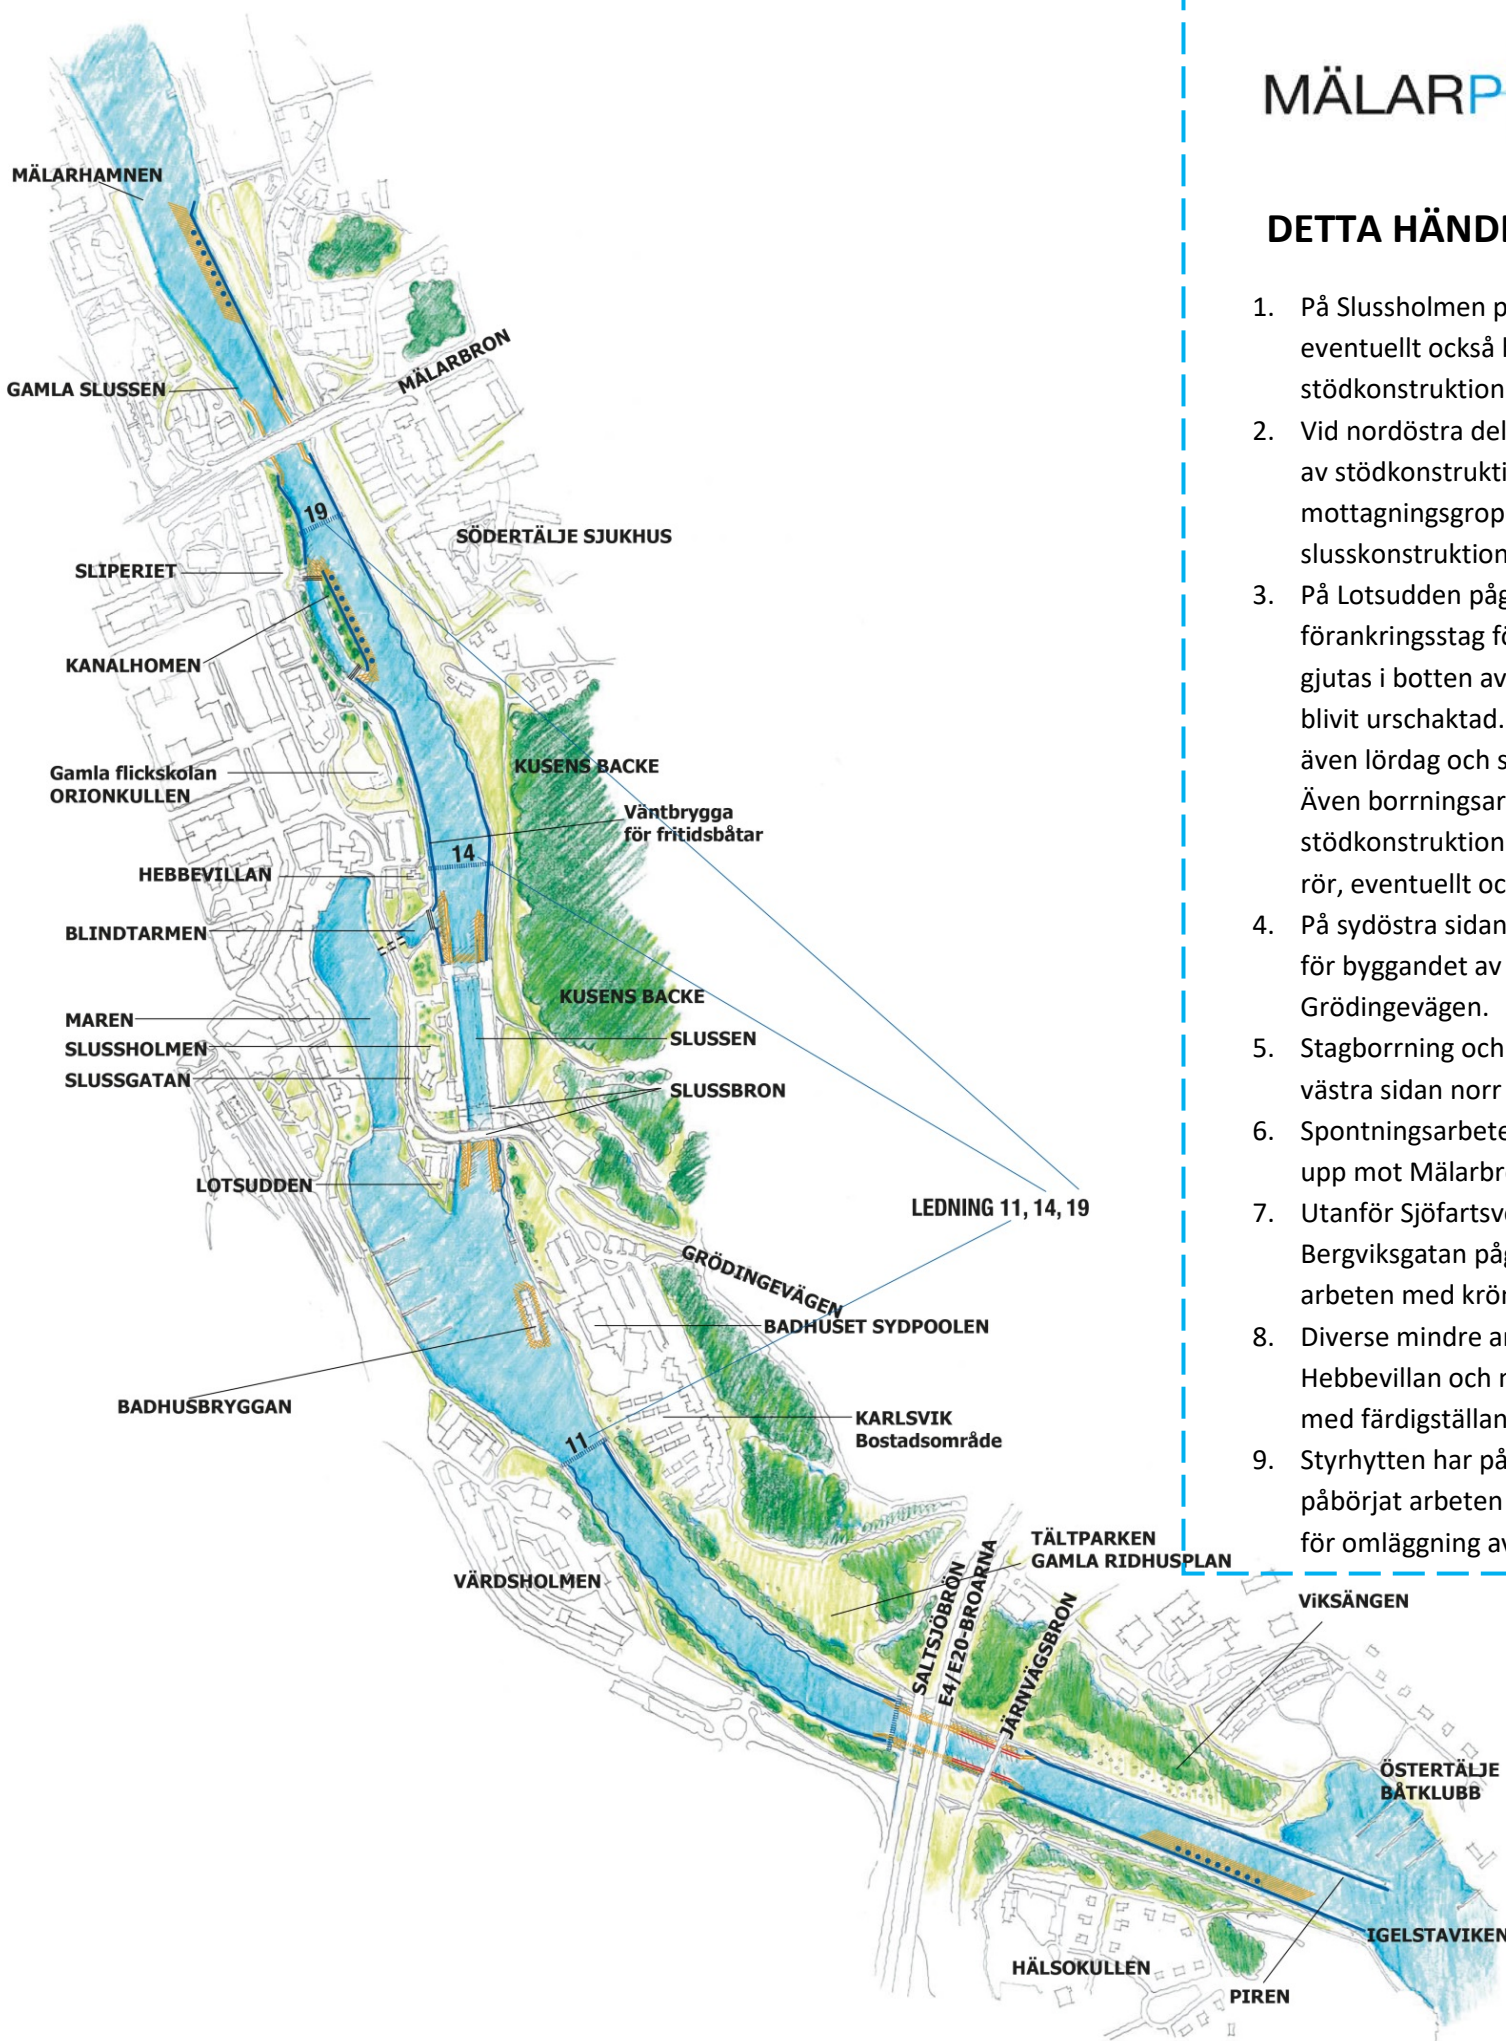 MÄLARP
DETTA HÄND
1. På Slussholmen p
eventuellt också
stödkonstruktion
2. Vid nordöstra del
av stödkonstrukti
mottagningsgrop
slusskonstruktion
3. På Lotsudden påg
förankringsstag fö
gjutas i botten av
blivit urschaktad.
även lördag och s
Även borrningsar
stödkonstruktion
rör, eventuellt oc
4. På sydöstra sidan
för byggandet av
Grödingevägen.
5. Stagborrning och
västra sidan norr
6. Spontningsarbete
upp mot Mälarbr
7. Utanför Sjöfartsv
Bergviksgatan påg
arbeten med krön
8. Diverse mindre ar
Hebbevillan och
med färdigställan
9. Styrhytten har på
påbörjat arbeten
för omläggning av
MÄLARHAMNEN
GAMLA SLUSSEN
MÄLARBRON
19
SÖDERTÄLJE SJUKHUS
SLIPERIET
KANALHOMEN
Gamla flickskolan
ORIONKULLEN
KUSENS BACKE
Väntbrygga
för fritidsbåtar
14
HEBBEVILLAN
BLINDTARMEN
KUSENS BACKE
MAREN
SLUSSHOLMEN
SLUSSGATAN
SLUSSEN
SLUSSBRON
LOTSUDDEN
LEDNING 11, 14, 19
GRÖDINGEVÄGEN
BADHUSET SYDPOOLEN
BADHUSBRYGGAN
KARLSVIK
Bostadsområde
11
VÄRDSHOLMEN
TÄLTPARKEN
GAMLA RIDHUSPLAN
SALTSJÖBRÖN
E4/E20-BROARNA
JÄRNVÄGSBRON
ViKSÄNGEN
ÖSTERTÄLJE
BÅTKLUBB
IGELSTAVIKEN
HÄLSOKULLEN
PIREN